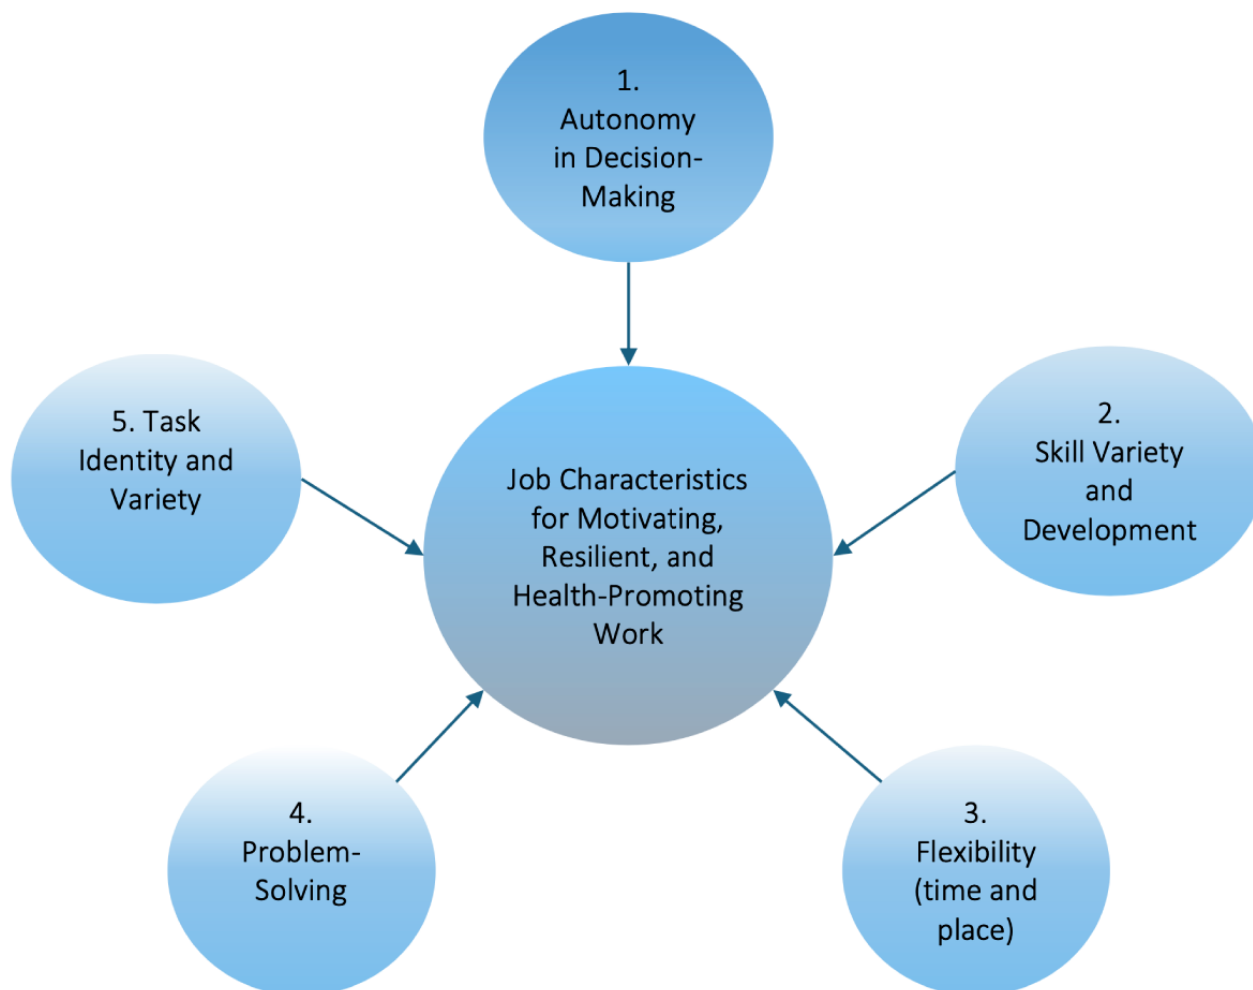 1.
Autonomy
in Decision-
Making
2.
Skill Variety
and
Development
3.
Flexibility
(time and
place)
4.
Problem-
Solving
5. Task
Identity and
Variety
Job Characteristics
for Motivating,
Resilient, and
Health-Promoting
Work